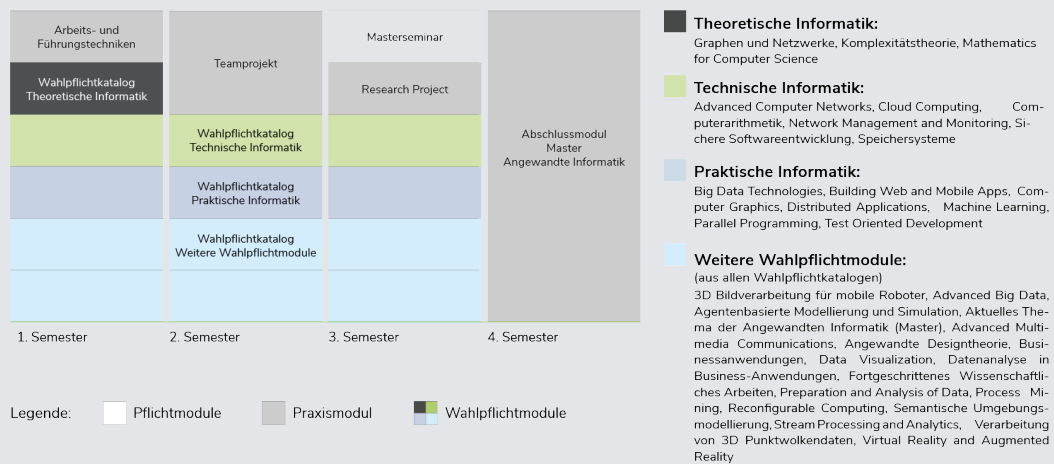 Arbeits- und
Führungstechniken
Wahlpflichtkatalog
Theoretische Informatik
Teamprojekt
Wahlpflichtkatalog
Technische Informatik
Wahlpflichtkatalog
Praktische Informatik
Wahlpflichtkatalog
Weitere Wahlpflichtmodule
Masterseminar
Research Project
Abschlussmodul
Master
Angewandte Informatik
1. Semester
2. Semester
3. Semester
4. Semester
Legende:
Pflichtmodule
Praxismodul
Wahlpflichtmodule
Theoretische Informatik:
Graphen und Netzwerke, Komplexitätstheorie, Mathematics
for Computer Science
Technische Informatik:
Advanced Computer Networks, Cloud Computing, Com-
puterarithmetik, Network Management and Monitoring, Si-
chere Softwareentwicklung, Speichersysteme
Praktische Informatik:
Big Data Technologies, Building Web and Mobile Apps, Com-
puter Graphics, Distributed Applications, Machine Learning,
Parallel Programming, Test Oriented Development
Weitere Wahlpflichtmodule:
(aus allen Wahlpflichtkatalogen)
3D Bildverarbeitung für mobile Roboter, Advanced Big Data,
Agentenbasierte Modellierung und Simulation, Aktuelles The-
ma der Angewandten Informatik (Master), Advanced Multi-
media Communications, Angewandte Designtheorie, Busi-
nessanwendungen, Data Visualization, Datenanalyse in
Business-Anwendungen, Fortgeschrittenes Wissenschaftli-
ches Arbeiten, Preparation and Analysis of Data, Process Mi-
ning, Reconfigurable Computing, Semantische Umgebungs-
modellierung, Stream Processing and Analytics, Verarbeitung
von 3D Punktwolkendaten, Virtual Reality and Augmented
Reality